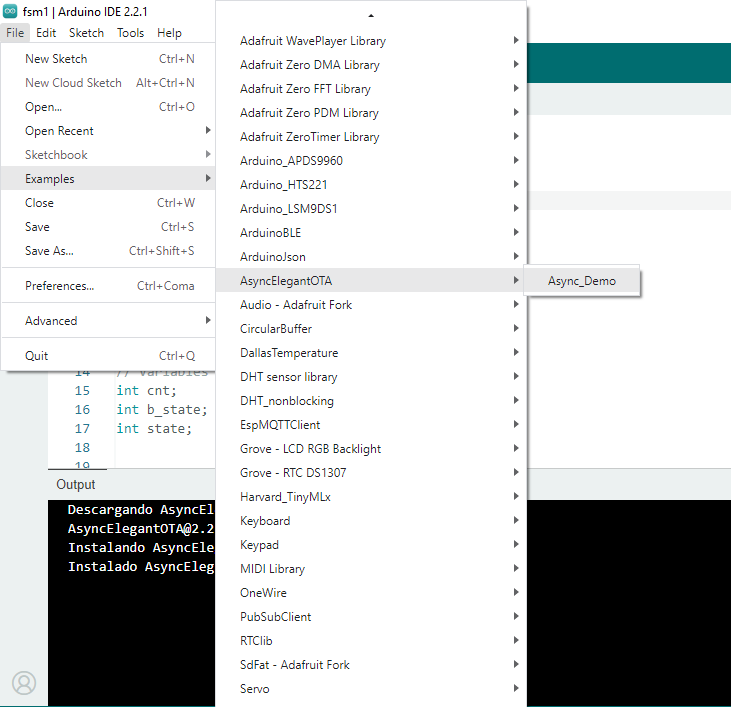 fsm1 | Arduino IDE 2.2.1
File Edit Sketch Tools Help
New Sketch Ctrl+N
New Cloud Sketch Alt+Ctrl+N
Open... Ctrl+O
Open Recent
Sketchbook
Examples
Close Ctrl+W
Save Ctrl+S
Save As... Ctrl+Shift+S
Preferences... Ctrl+Coma
Advanced
Quit Ctrl+Q
Adafruit WavePlayer Library
Adafruit Zero DMA Library
Adafruit Zero FFT Library
Adafruit Zero PDM Library
Adafruit ZeroTimer Library
Arduino_APDS9960
Arduino_HTS221
Arduino_LSM9DS1
ArduinoBLE
ArduinoJson
AsyncElegantOTA
Audio - Adafruit Fork
CircularBuffer
DallasTemperature
DHT sensor library
DHT_nonblocking
EspMQTTClient
Grove - LCD RGB Backlight
Grove - RTC DS1307
Harvard_TinyMLx
Keyboard
Keypad
MIDI Library
OneWire
PubSubClient
RTClib
SdFat - Adafruit Fork
Servo
Async_Demo
14 // Variables
15 int cnt;
16 int b_state;
17 int state;
18
19
Output
Descargando AsyncEl
AsyncElegantOTA@2.2
Instalando AsyncEle
Instalado AsyncEleg